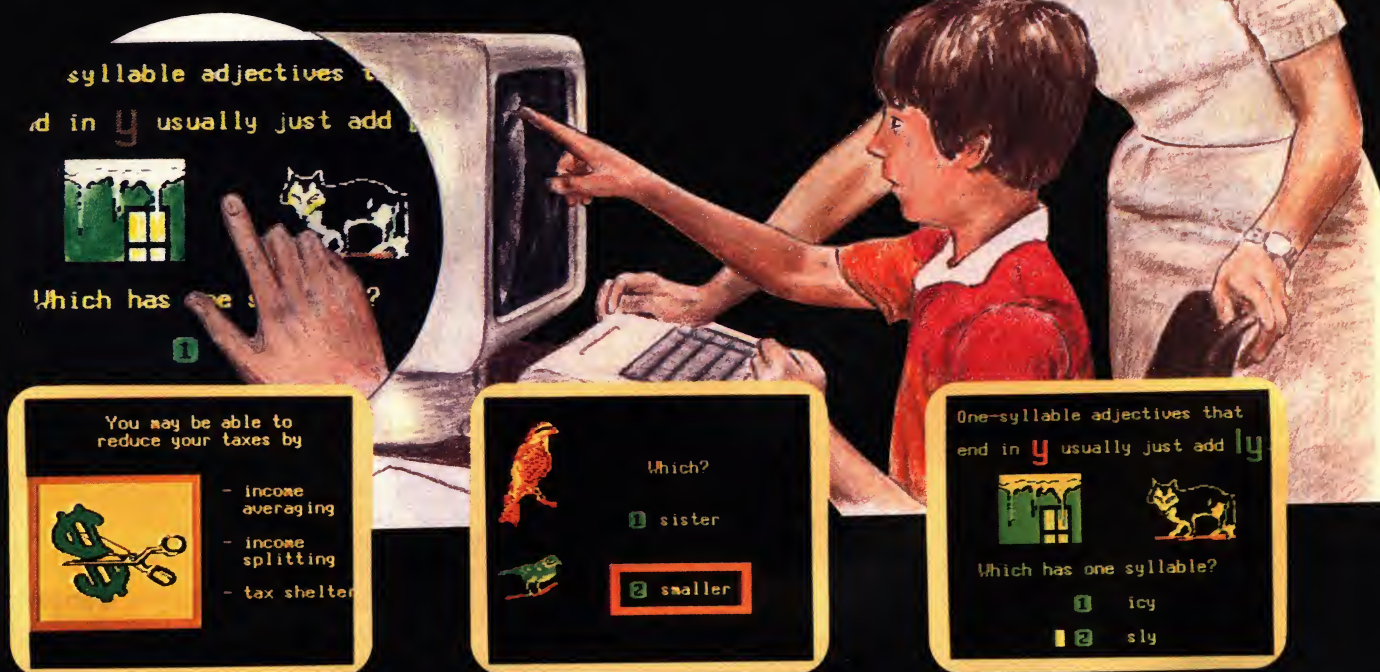 syllable adjectives
d in y usually just add
Which has
1
You may be able to
reduce your taxes by
- income
averaging
- income
splitting
- tax shelter
Which?
1 sister
2 smaller
One-syllable adjectives that
end in y usually just add ly
Which has one syllable?
1 icy
2 sly